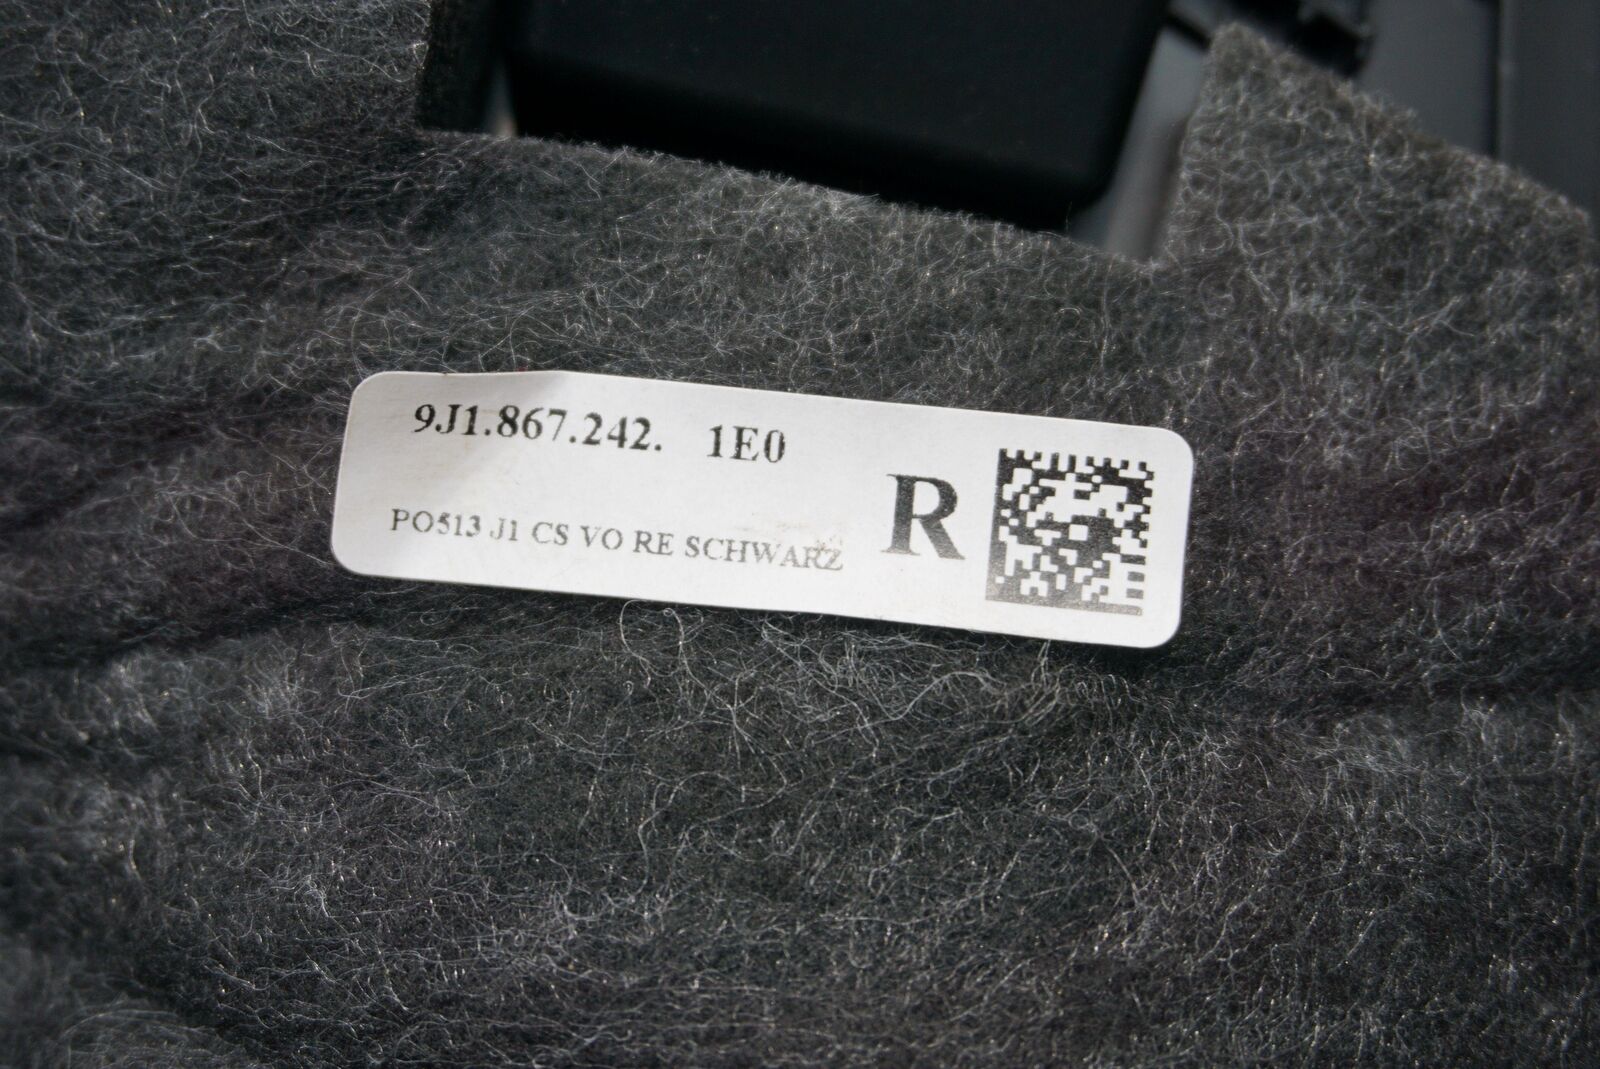 9J1.867.242. 1E0
R
PO513 J1 CS VO RE SCHWARZ